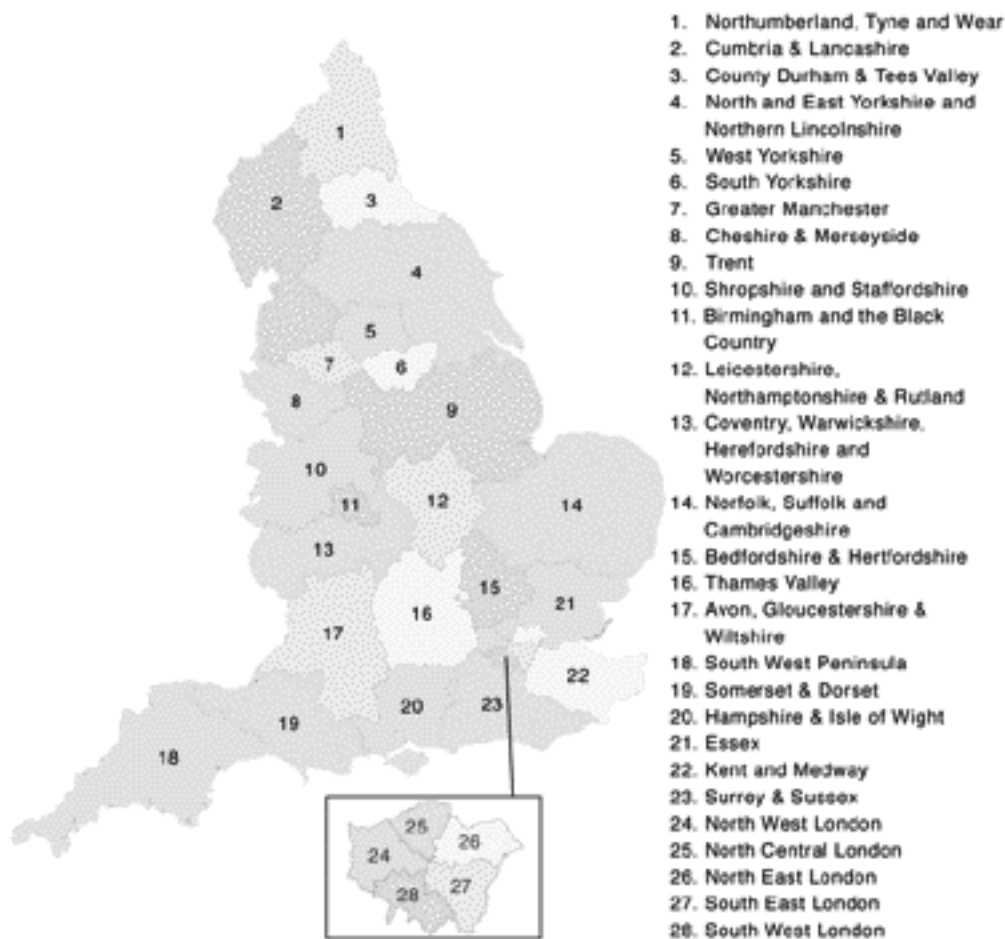 1. Northumberland, Tyne and Wear
2. Cumbria & Lancashire
3. County Durham & Tees Valley
4. North and East Yorkshire and
Northern Lincolnshire
5. West Yorkshire
6. South Yorkshire
7. Greater Manchester
8. Cheshire & Merseyside
9. Trent
10. Shropshire and Staffordshire
11. Birmingham and the Black
Country
12. Leicestershire,
Northamptonshire & Rutland
13. Coventry, Warwickshire,
Herefordshire and
Worcestershire
14. Norfolk, Suffolk and
Cambridgeshire
15. Bedfordshire & Hertfordshire
16. Thames Valley
17. Avon, Gloucestershire &
Wiltshire
18. South West Peninsula
19. Somerset & Dorset
20. Hampshire & Isle of Wight
21. Essex
22. Kent and Medway
23. Surrey & Sussex
24. North West London
25. North Central London
26. North East London
27. South East London
28. South West London
1
2
3
4
5
6
7
8
9
10
11
12
13
14
15
16
17
18
19
20
21
22
23
24
25
26
27
28